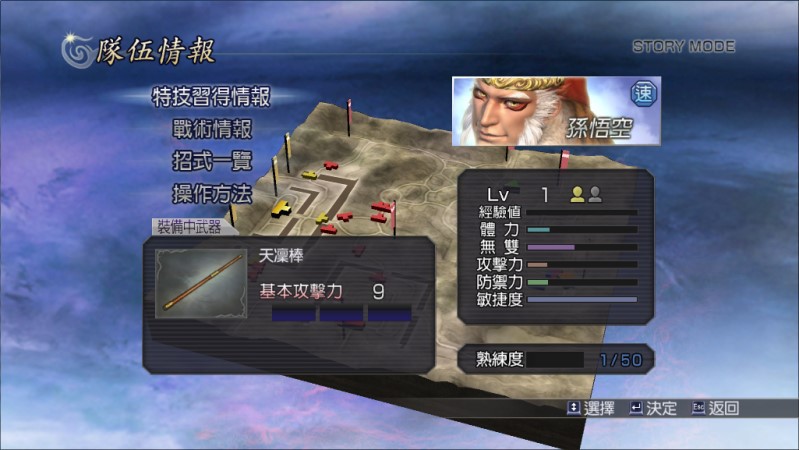 隊伍情報
STORY MODE
特技習得情報
戰術情報
招式一覽
操作方法
速
孫悟空
Lv 1
經驗值
體力
無雙
攻擊力
防禦力
敏捷度
裝備中武器
天凜棒
基本攻擊力 9
熟練度 1/50
選擇 決定 Esc 返回